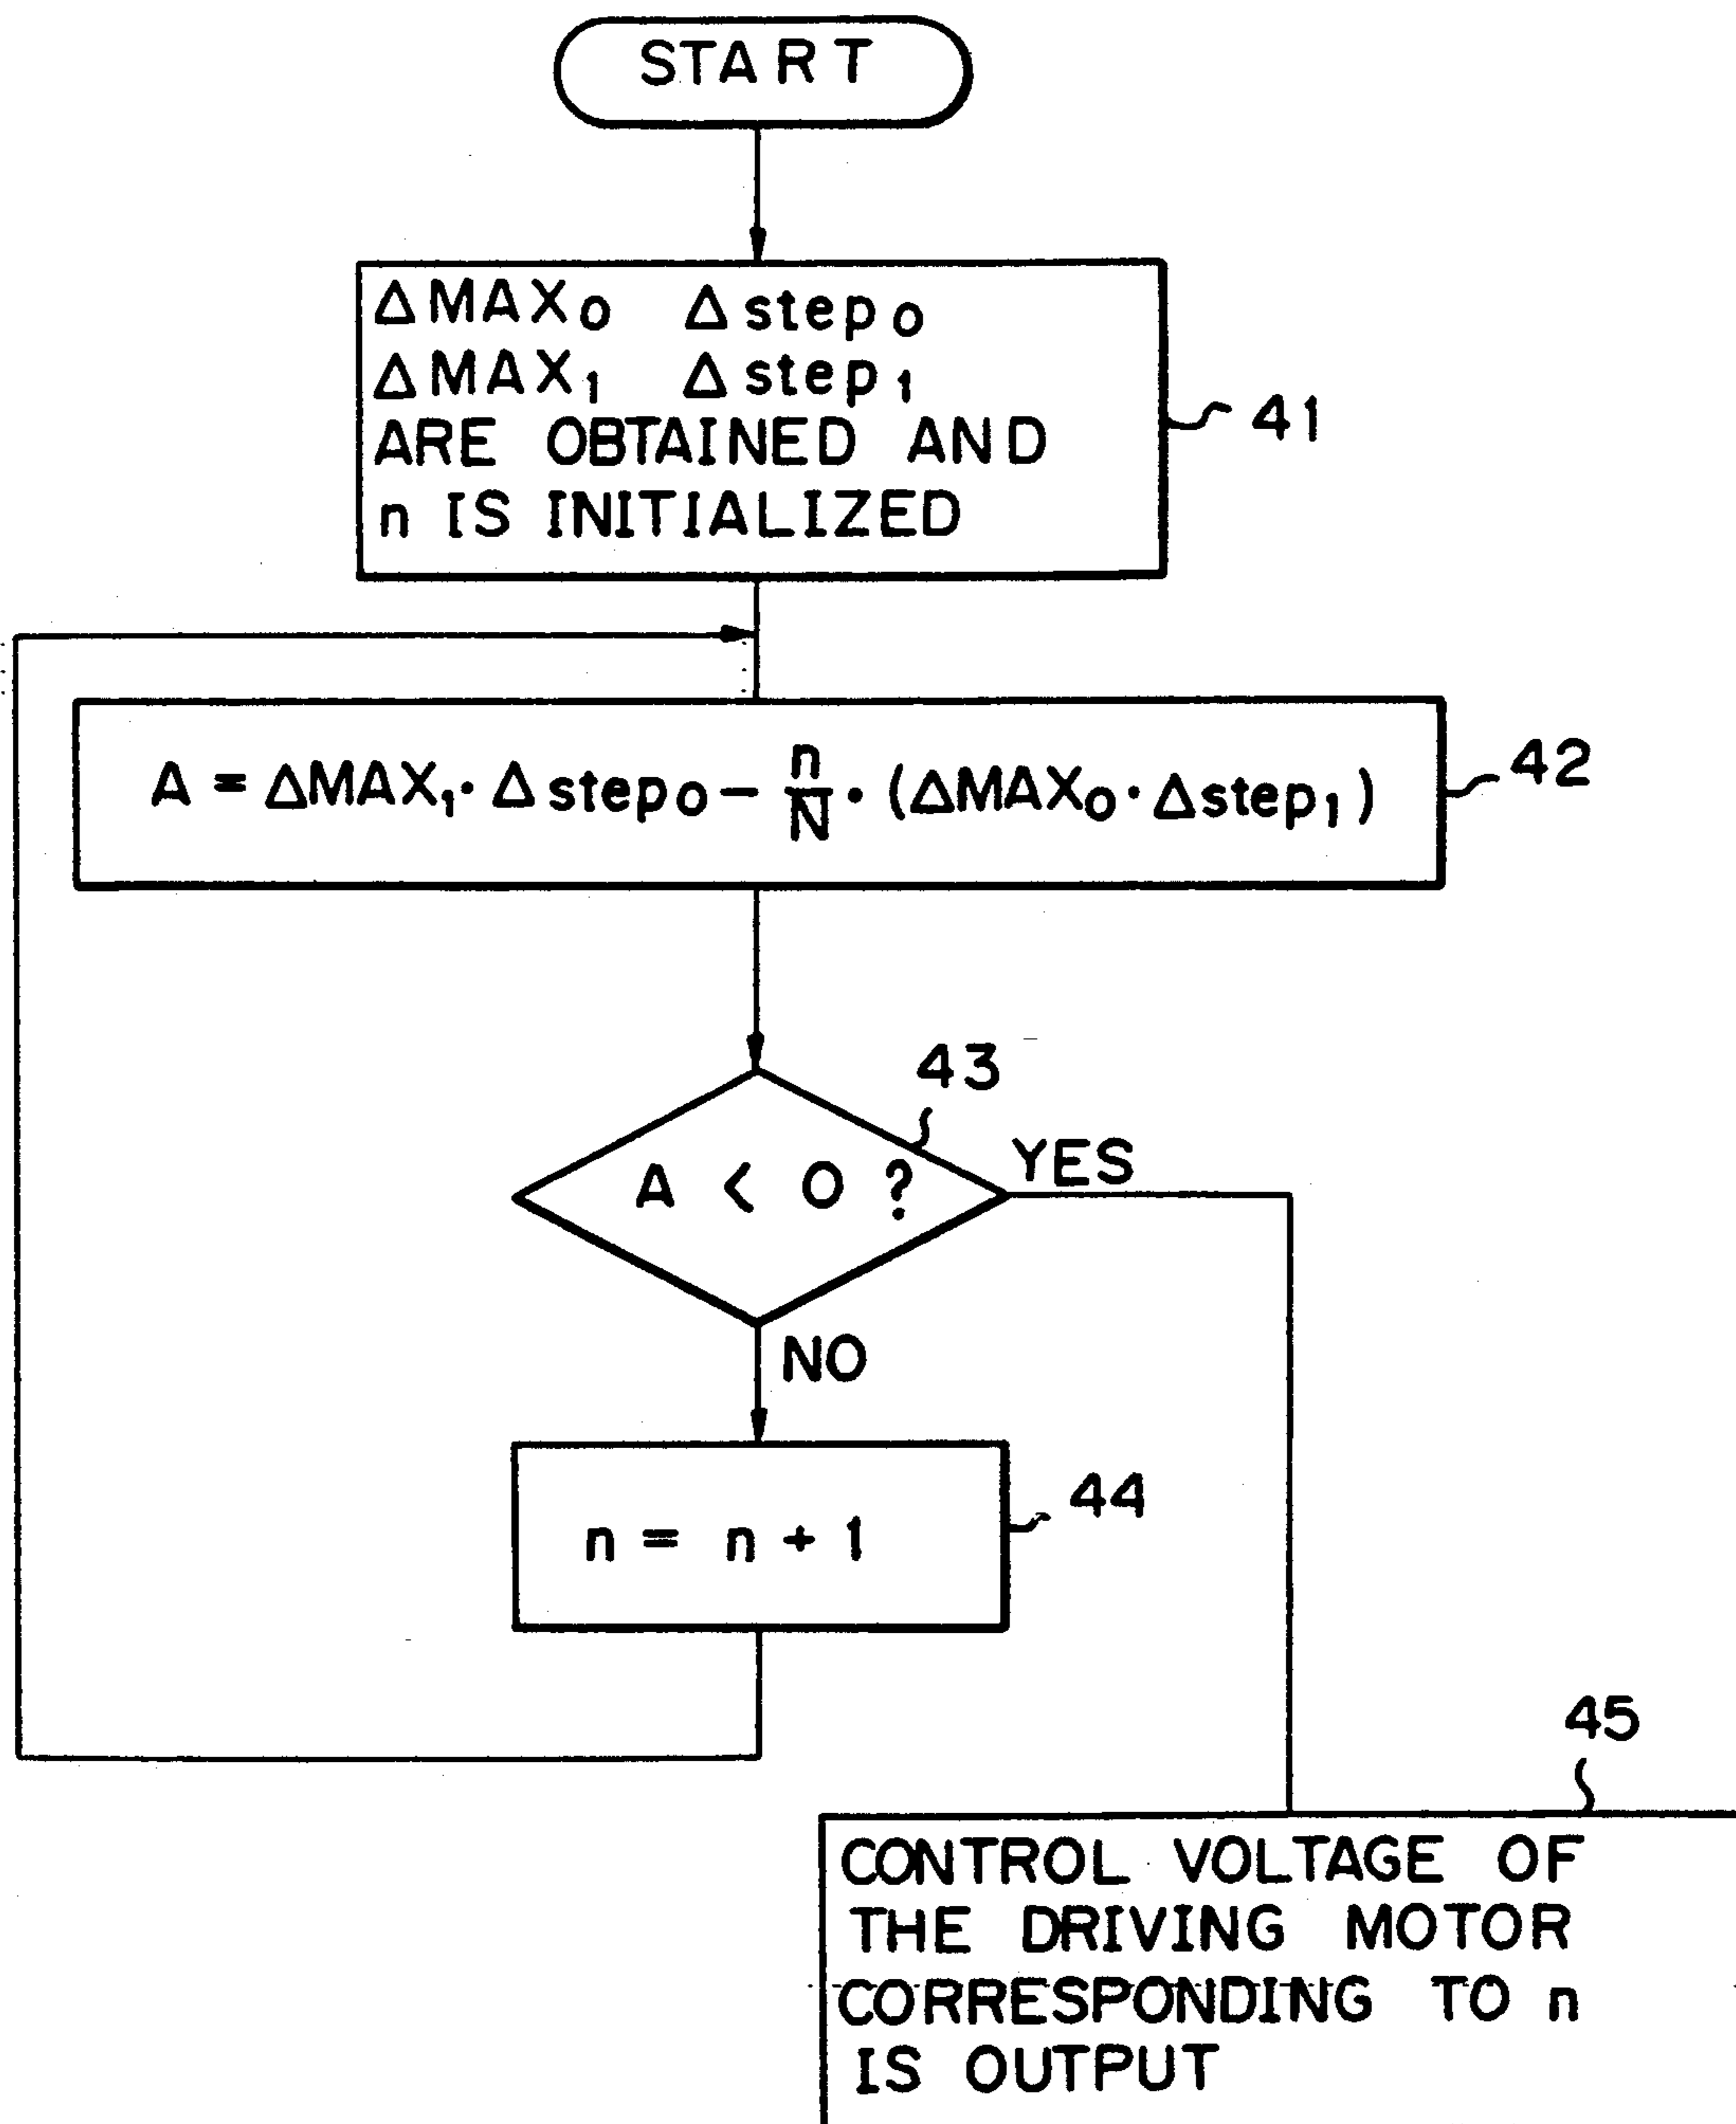 START
ΔMAX₀ Δstep₀
ΔMAX₁ Δstep₁
ARE OBTAINED AND
n IS INITIALIZED
41
A = ΔMAX₁· Δstep₀ − n/N · (ΔMAX₀· Δstep₁)
42
43
A < 0 ?
YES
NO
n = n + 1
44
45
CONTROL VOLTAGE OF
THE DRIVING MOTOR
CORRESPONDING TO n
IS OUTPUT